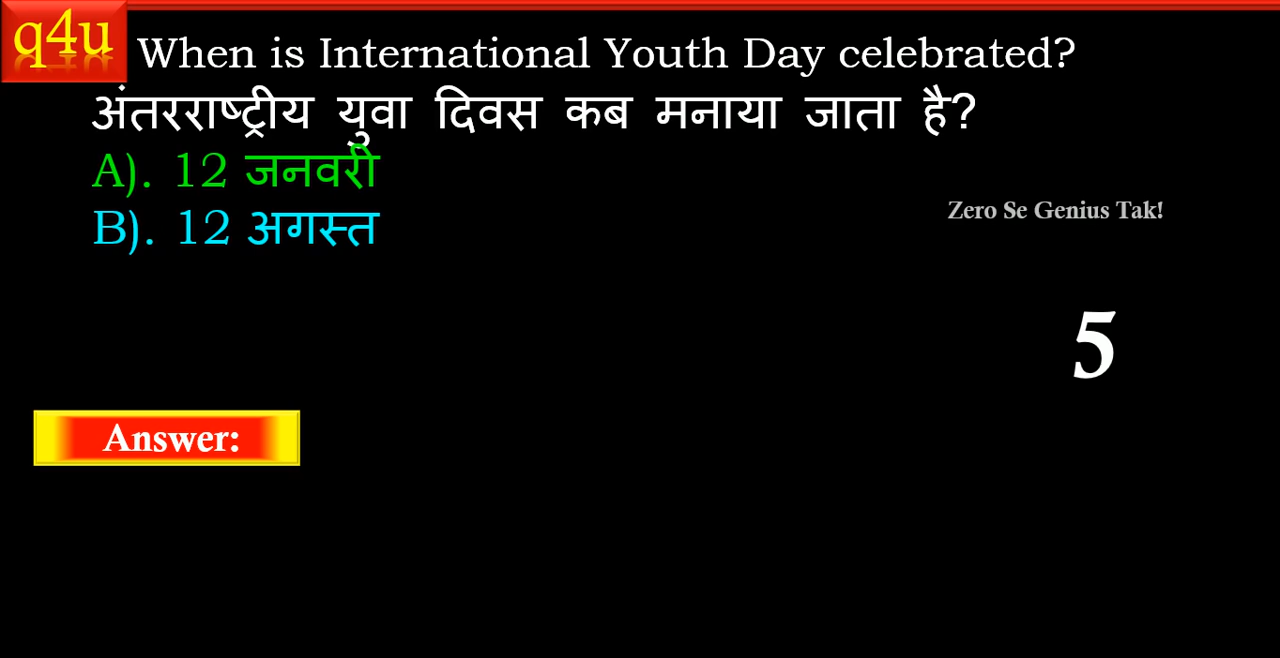 q4u
When is International Youth Day celebrated?
अंतरराष्ट्रीय युवा दिवस कब मनाया जाता है?
A). 12 जनवरी
B). 12 अगस्त
Zero Se Genius Tak!
5
Answer: